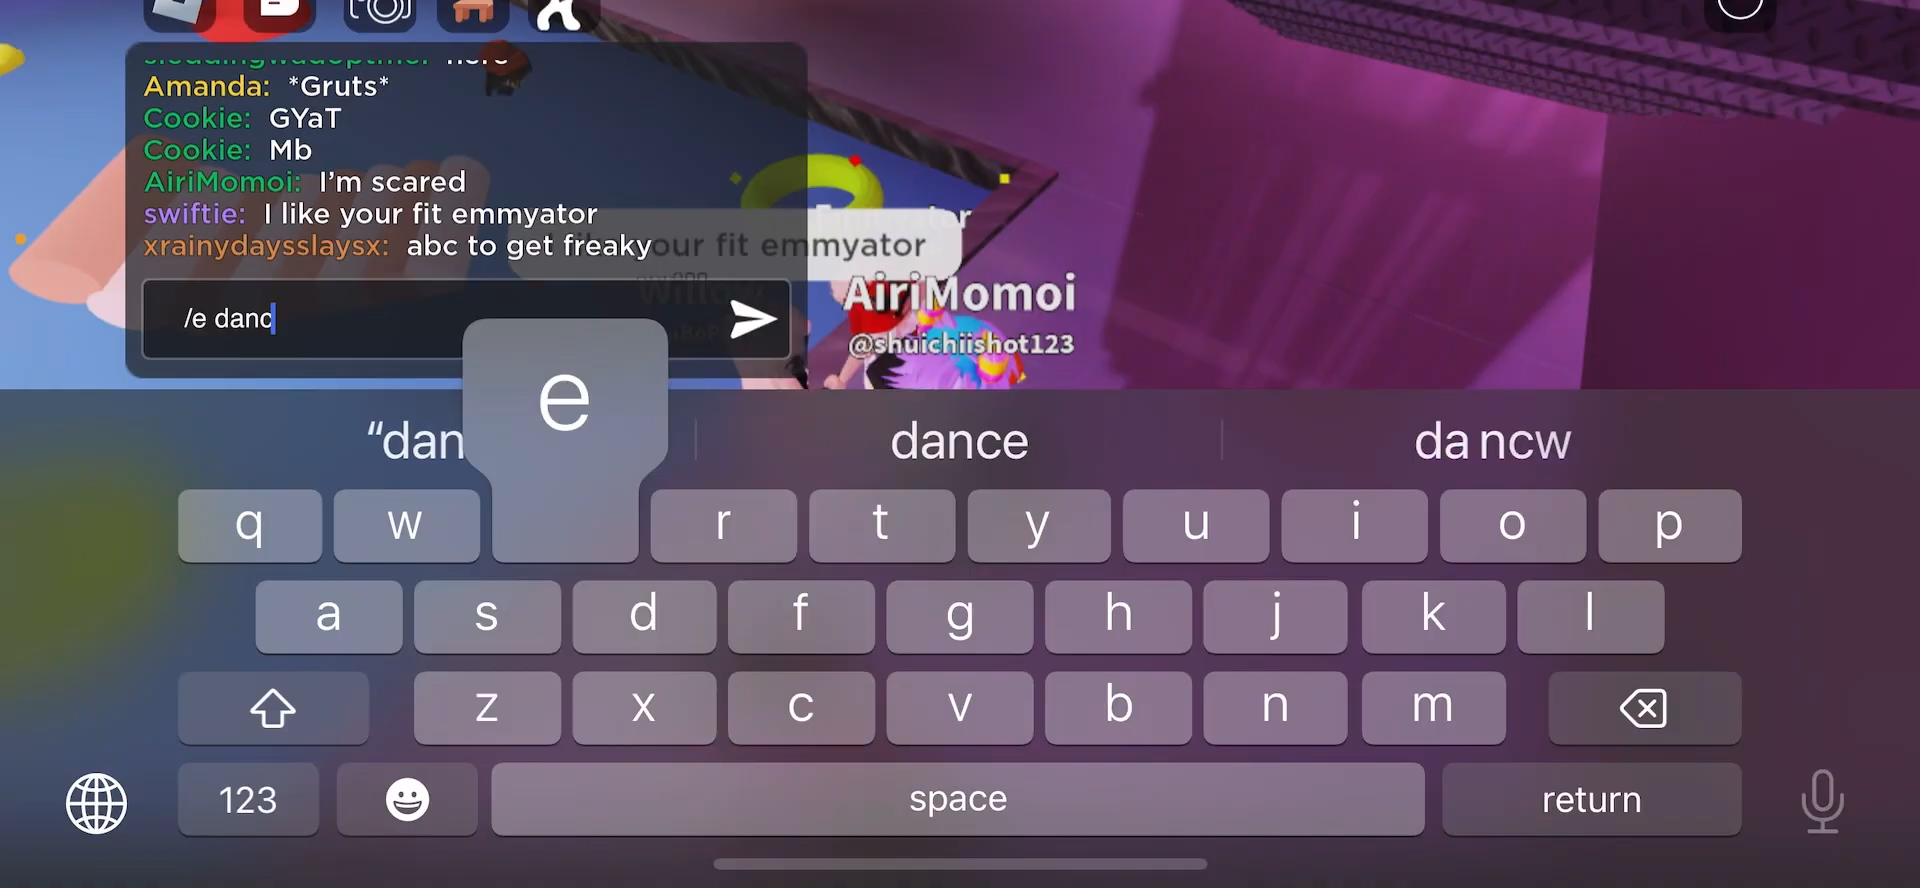 Amanda: *Gruts*
Cookie: GYaT
Cookie: Mb
AiriMomoi: I'm scared
swiftie: I like your fit emmyator
xrainydaysslaysx: abc to get freaky
our fit emmyator
AiriMomoi
@shuichiishot123
/e danc
e
“dan
dance
da ncw
q w r t y u i o p
a s d f g h j k l
z x c v b n m
123 space return